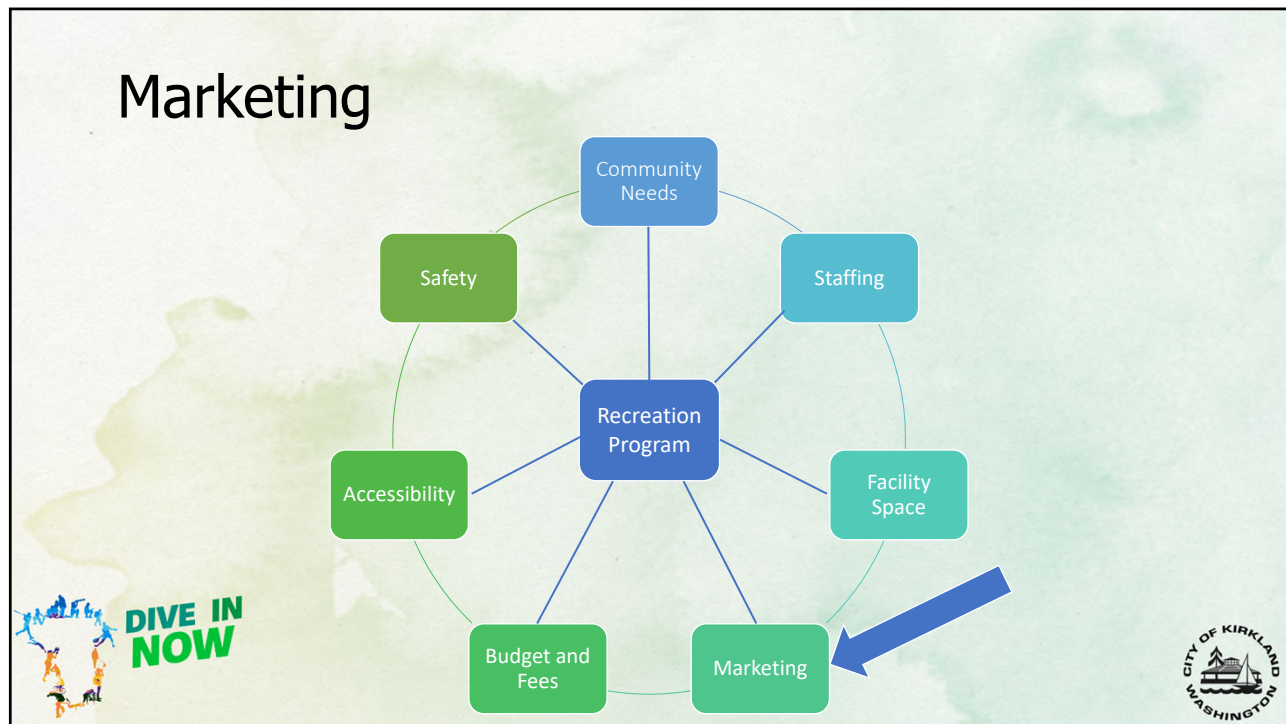 Marketing
Community
Needs
Safety
Staffing
Recreation
Program
Accessibility
Facility
Space
Budget and
Fees
Marketing
DIVE IN
NOW
CITY OF KIRKLAND
WASHINGTON